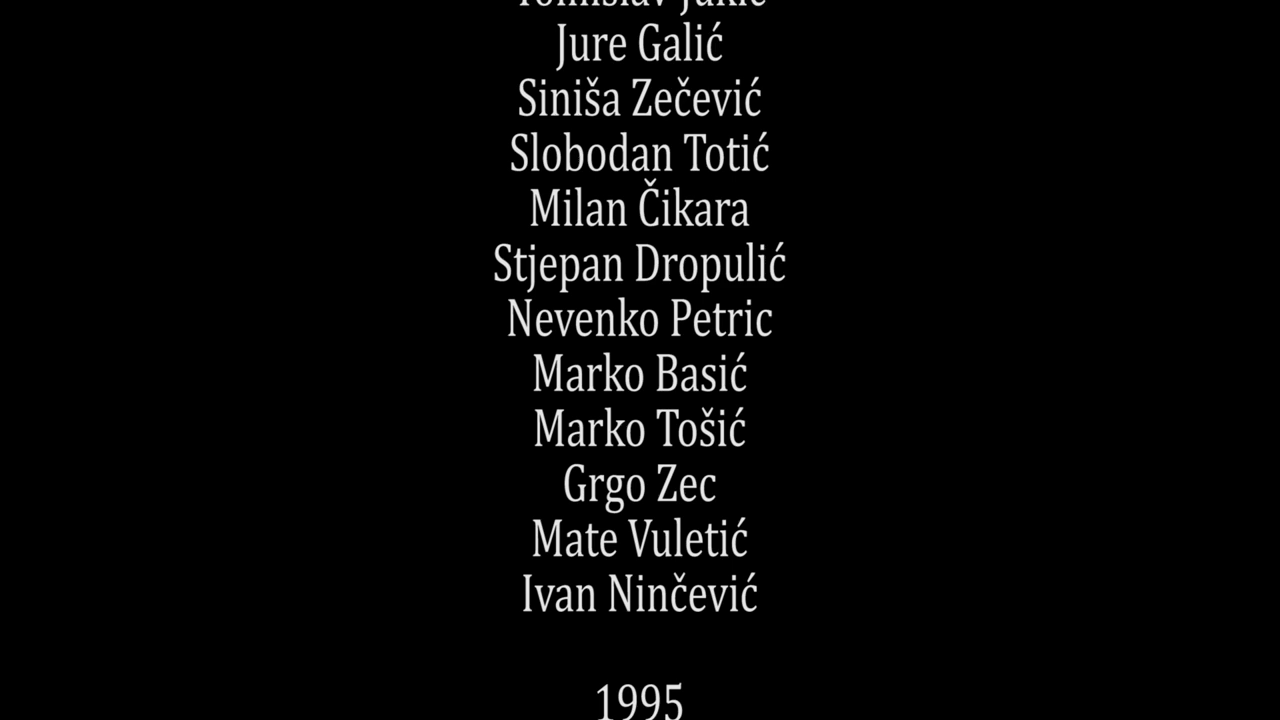 Jure Galić
Siniša Zečević
Slobodan Totić
Milan Čikara
Stjepan Dropulić
Nevenko Petric
Marko Basić
Marko Tošić
Grgo Zec
Mate Vuletić
Ivan Ninčević
1995